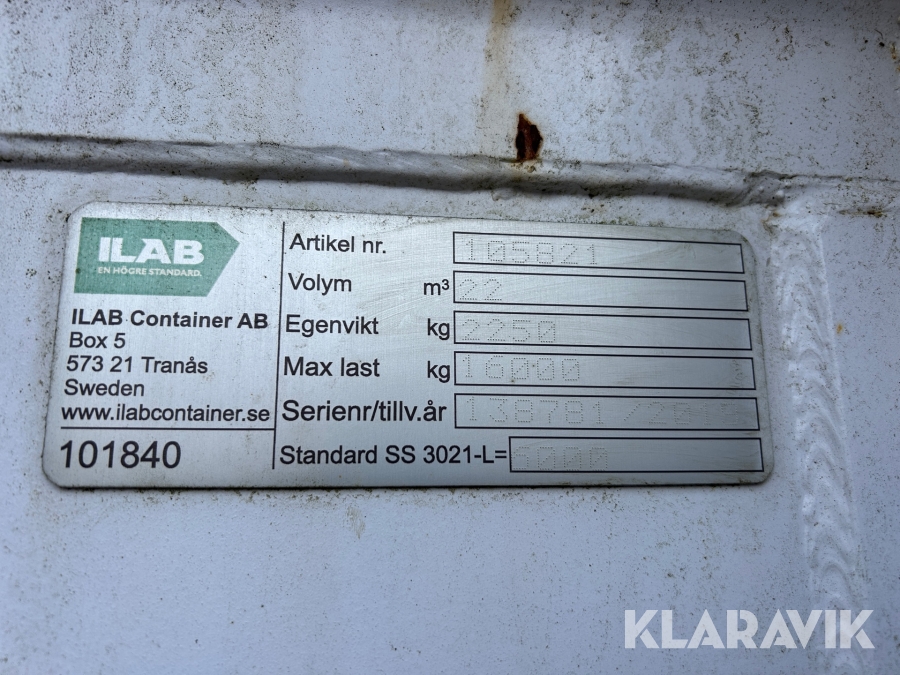 ILAB
EN HÖGRE STANDARD.
ILAB Container AB
Box 5
573 21 Tranås
Sweden
www.ilabcontainer.se
101840
Artikel nr. 105821
Volym m³ 22
Egenvikt kg 2250
Max last kg 16000
Serienr/tillv.år 138781
Standard SS 3021-L= 6000
KLARAVIK